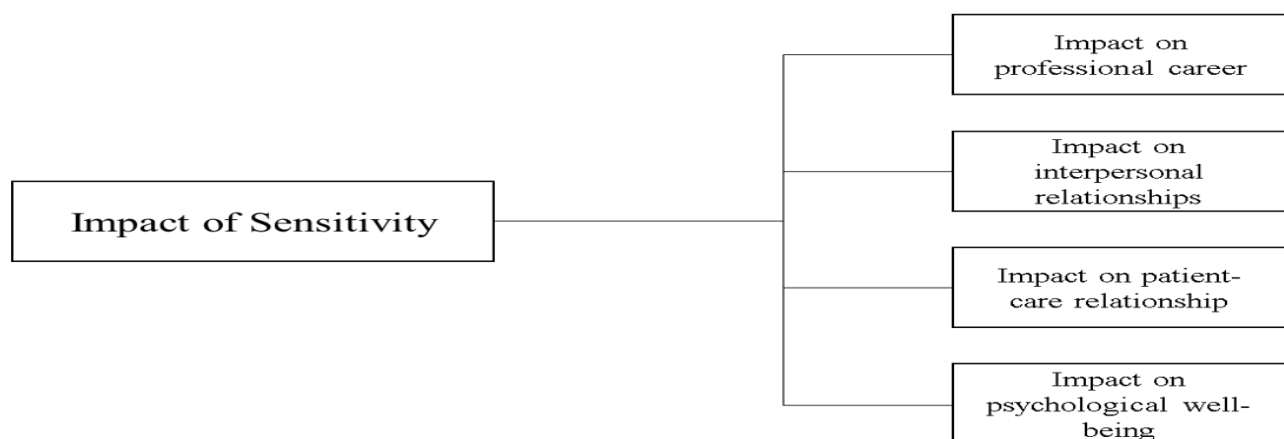 Impact on
professional career
Impact on
interpersonal
relationships
Impact of Sensitivity
Impact on patient-
care relationship
Impact on
psychological well-
being